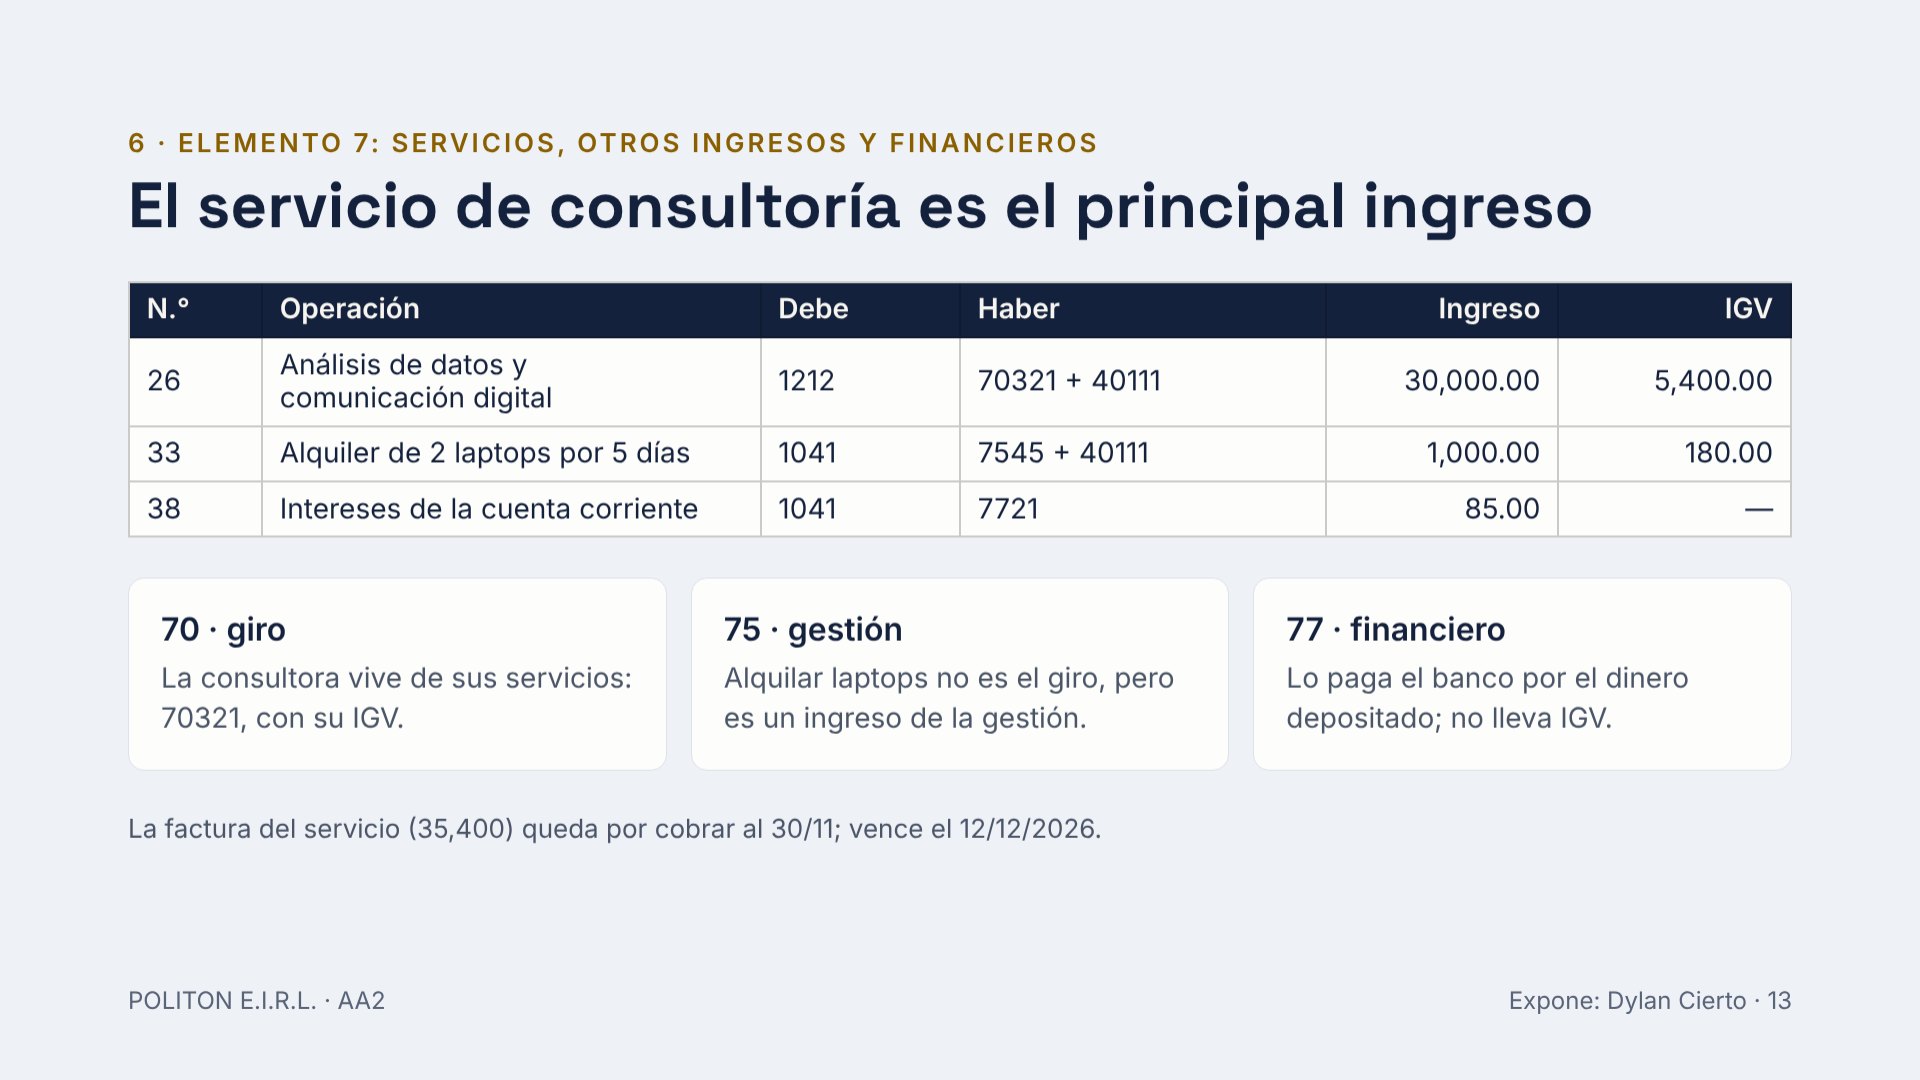 6 · ELEMENTO 7: SERVICIOS, OTROS INGRESOS Y FINANCIEROS
El servicio de consultoría es el principal ingreso
N.° Operación Debe Haber Ingreso IGV
26 Análisis de datos y comunicación digital 1212 70321 + 40111 30,000.00 5,400.00
33 Alquiler de 2 laptops por 5 días 1041 7545 + 40111 1,000.00 180.00
38 Intereses de la cuenta corriente 1041 7721 85.00 —
70 · giro
La consultora vive de sus servicios:
70321, con su IGV.
75 · gestión
Alquilar laptops no es el giro, pero
es un ingreso de la gestión.
77 · financiero
Lo paga el banco por el dinero
depositado; no lleva IGV.
La factura del servicio (35,400) queda por cobrar al 30/11; vence el 12/12/2026.
POLITON E.I.R.L. · AA2
Expone: Dylan Cierto · 13